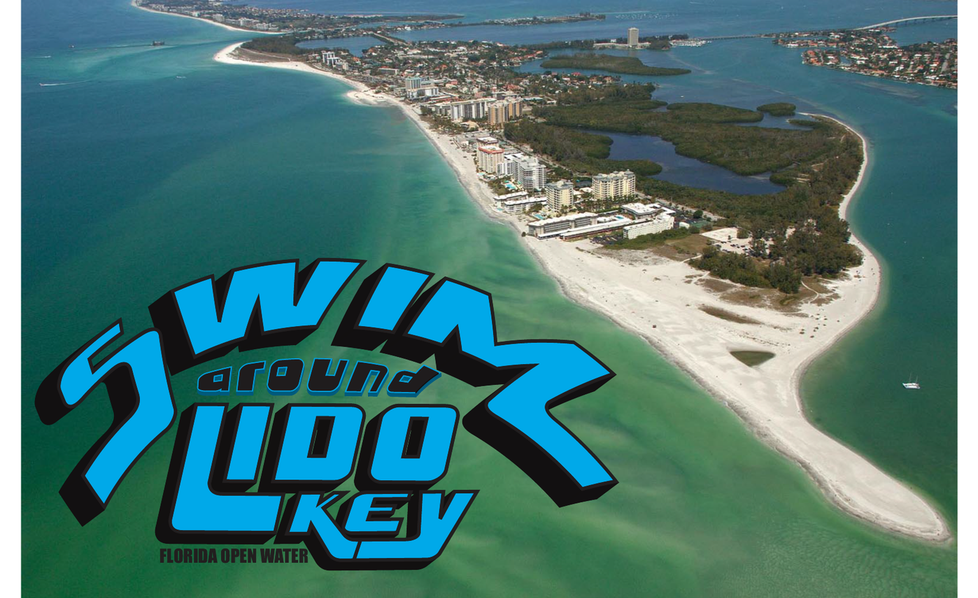 SWIM
around
LIDO
KEY
FLORIDA OPEN WATER